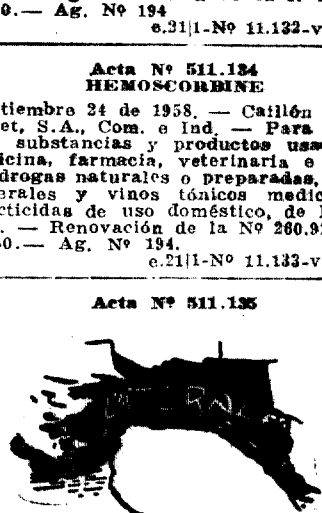 0.— Ag. Nº 194
e.31|1-Nº 11.132-v
Acta Nº 511.134
HEMOSCORBINE
tiembre 24 de 1958. — Caillón
et, S.A., Com. e Ind. — Para
substancias y productos usa
icina, farmacia, veterinaria e
drogas naturales o preparadas,
erales y vinos tónicos medic
cticidas de uso doméstico, de l
. — Renovación de la Nº 260.9
0.— Ag. Nº 194.
e.21|1-Nº 11.133-v
Acta Nº 511.135